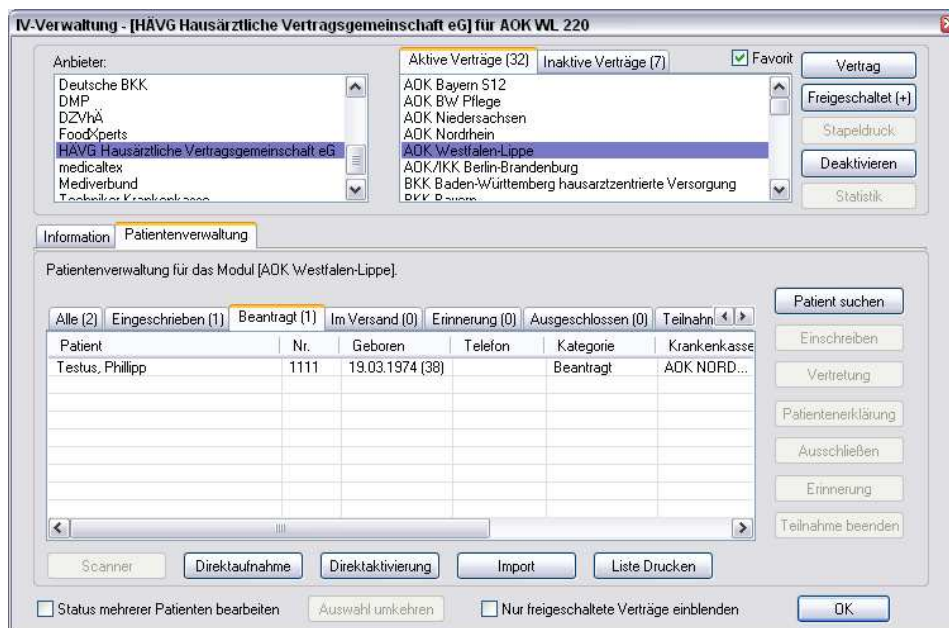 IV-Verwaltung - [HÄVG Hausärztliche Vertragsgemeinschaft eG] für AOK WL 220
Anbieter:
Deutsche BKK
DMP
DZVhÄ
FoodXperts
HÄVG Hausärztliche Vertragsgemeinschaft eG
medicaltex
Mediverbund
Techniker Krankenkasse
Aktive Verträge (32) Inaktive Verträge (7) Favorit
AOK Bayern S12
AOK BW Pflege
AOK Niedersachsen
AOK Nordrhein
AOK Westfalen-Lippe
AOK/IKK Berlin-Brandenburg
BKK Baden-Württemberg hausarztzentrierte Versorgung
BKK Bayern
Vertrag
Freigeschaltet (+)
Stapeldruck
Deaktivieren
Statistik
Information Patientenverwaltung
Patientenverwaltung für das Modul [AOK Westfalen-Lippe].
Alle (2) Eingeschrieben (1) Beantragt (1) Im Versand (0) Erinnerung (0) Ausgeschlossen (0) Teilnahm
Patient Nr. Geboren Telefon Kategorie Krankenkasse
Testus, Phillipp 1111 19.03.1974 (38) Beantragt AOK NORD...
Patient suchen
Einschreiben
Vertretung
Patientenerklärung
Ausschließen
Erinnerung
Teilnahme beenden
Scanner Direktaufnahme Direktaktivierung Import Liste Drucken
Status mehrerer Patienten bearbeiten Auswahl umkehren Nur freigeschaltete Verträge einblenden OK